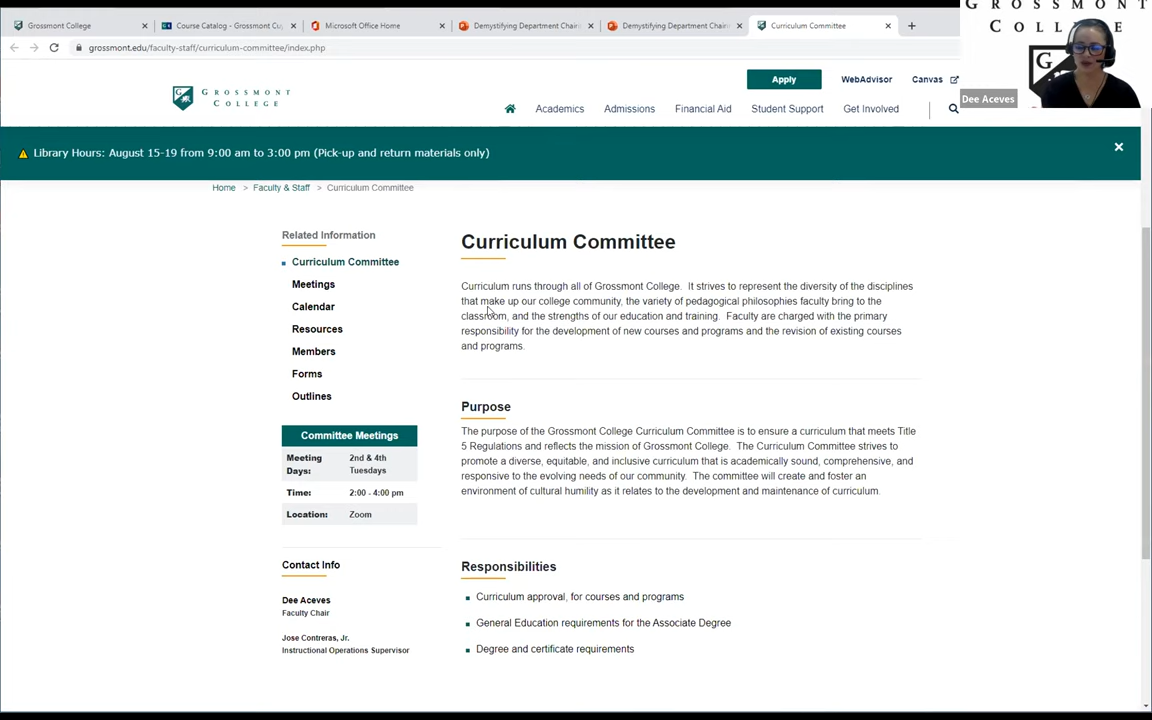 Grossmont College
Course Catalog - Grossmont Cu
Microsoft Office Home
Demystifying Department Chairs
Demystifying Department Chairs
Curriculum Committee
grossmont.edu/faculty-staff/curriculum-committee/index.php
GROSSMONT
COLLEGE
Dee Aceves
GROSSMONT
COLLEGE
Apply
WebAdvisor
Canvas
Academics
Admissions
Financial Aid
Student Support
Get Involved
Library Hours: August 15-19 from 9:00 am to 3:00 pm (Pick-up and return materials only)
Home > Faculty & Staff > Curriculum Committee
Related Information
Curriculum Committee
Meetings
Calendar
Resources
Members
Forms
Outlines
Committee Meetings
Meeting Days: 2nd & 4th Tuesdays
Time: 2:00 - 4:00 pm
Location: Zoom
Contact Info
Dee Aceves
Faculty Chair
Jose Contreras, Jr.
Instructional Operations Supervisor
Curriculum Committee
Curriculum runs through all of Grossmont College. It strives to represent the diversity of the disciplines
that make up our college community, the variety of pedagogical philosophies faculty bring to the
classroom, and the strengths of our education and training. Faculty are charged with the primary
responsibility for the development of new courses and programs and the revision of existing courses
and programs.
Purpose
The purpose of the Grossmont College Curriculum Committee is to ensure a curriculum that meets Title
5 Regulations and reflects the mission of Grossmont College. The Curriculum Committee strives to
promote a diverse, equitable, and inclusive curriculum that is academically sound, comprehensive, and
responsive to the evolving needs of our community. The committee will create and foster an
environment of cultural humility as it relates to the development and maintenance of curriculum.
Responsibilities
Curriculum approval, for courses and programs
General Education requirements for the Associate Degree
Degree and certificate requirements